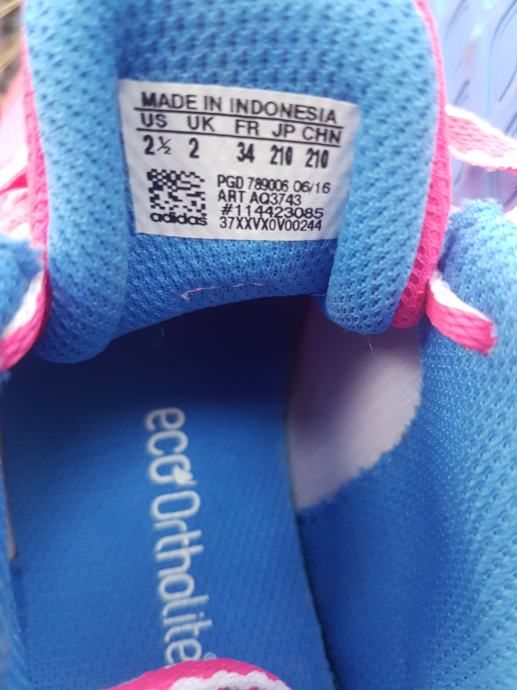 MADE IN INDONESIA
US UK FR JP CHN
2½ 2 34 210 210
PGD 789006 06/16
ART AQ3743
#114423085
37XXVX0V00244
adidas
eco OrthoLite®